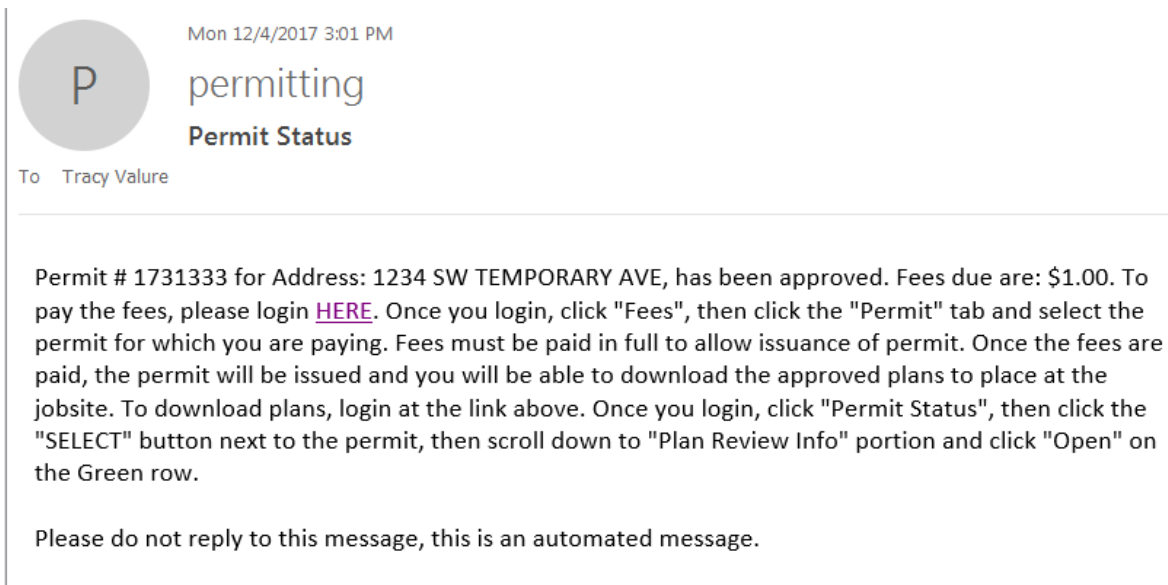 Mon 12/4/2017 3:01 PM
P
permitting
Permit Status
To Tracy Valure
Permit # 1731333 for Address: 1234 SW TEMPORARY AVE, has been approved. Fees due are: $1.00. To
pay the fees, please login HERE. Once you login, click "Fees", then click the "Permit" tab and select the
permit for which you are paying. Fees must be paid in full to allow issuance of permit. Once the fees are
paid, the permit will be issued and you will be able to download the approved plans to place at the
jobsite. To download plans, login at the link above. Once you login, click "Permit Status", then click the
"SELECT" button next to the permit, then scroll down to "Plan Review Info" portion and click "Open" on
the Green row.
Please do not reply to this message, this is an automated message.